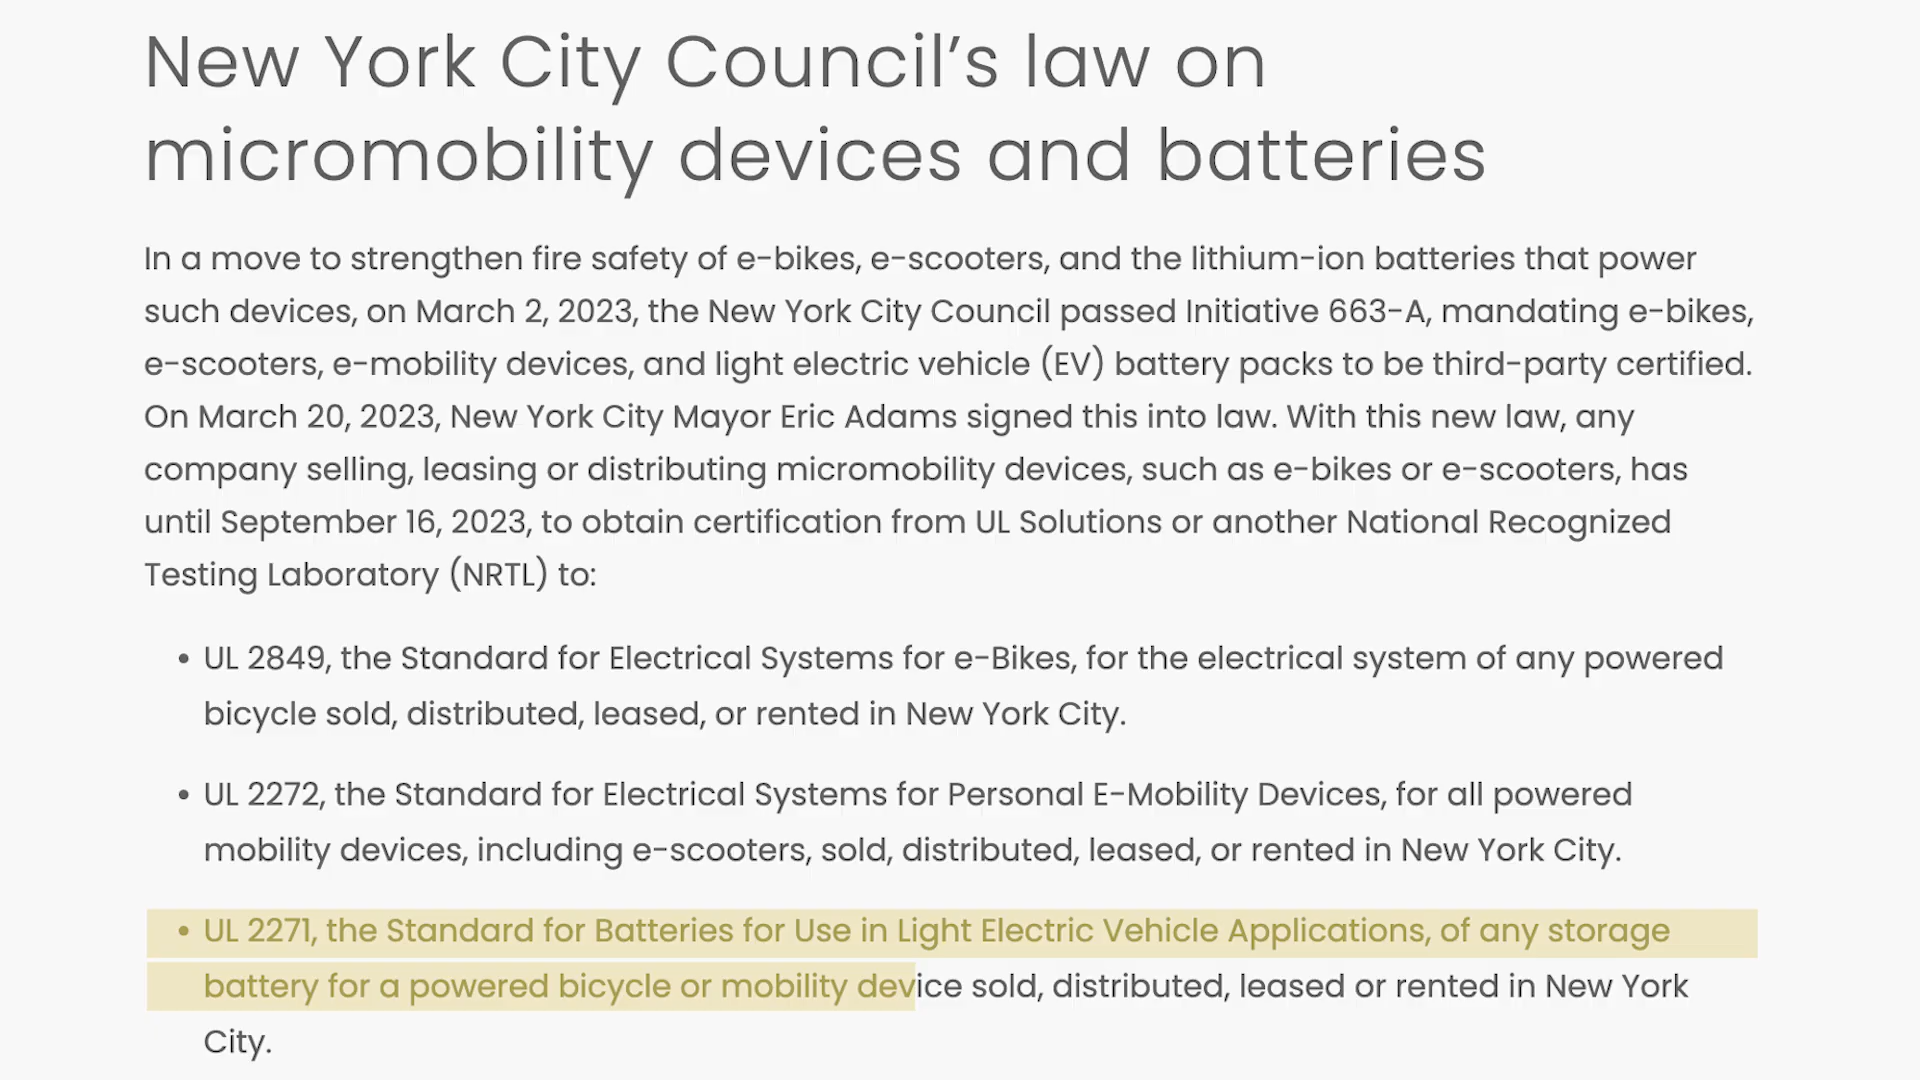 New York City Council’s law on
micromobility devices and batteries
In a move to strengthen fire safety of e-bikes, e-scooters, and the lithium-ion batteries that power
such devices, on March 2, 2023, the New York City Council passed Initiative 663-A, mandating e-bikes,
e-scooters, e-mobility devices, and light electric vehicle (EV) battery packs to be third-party certified.
On March 20, 2023, New York City Mayor Eric Adams signed this into law. With this new law, any
company selling, leasing or distributing micromobility devices, such as e-bikes or e-scooters, has
until September 16, 2023, to obtain certification from UL Solutions or another National Recognized
Testing Laboratory (NRTL) to:
• UL 2849, the Standard for Electrical Systems for e-Bikes, for the electrical system of any powered
bicycle sold, distributed, leased, or rented in New York City.
• UL 2272, the Standard for Electrical Systems for Personal E-Mobility Devices, for all powered
mobility devices, including e-scooters, sold, distributed, leased, or rented in New York City.
• UL 2271, the Standard for Batteries for Use in Light Electric Vehicle Applications, of any storage
battery for a powered bicycle or mobility device sold, distributed, leased or rented in New York
City.